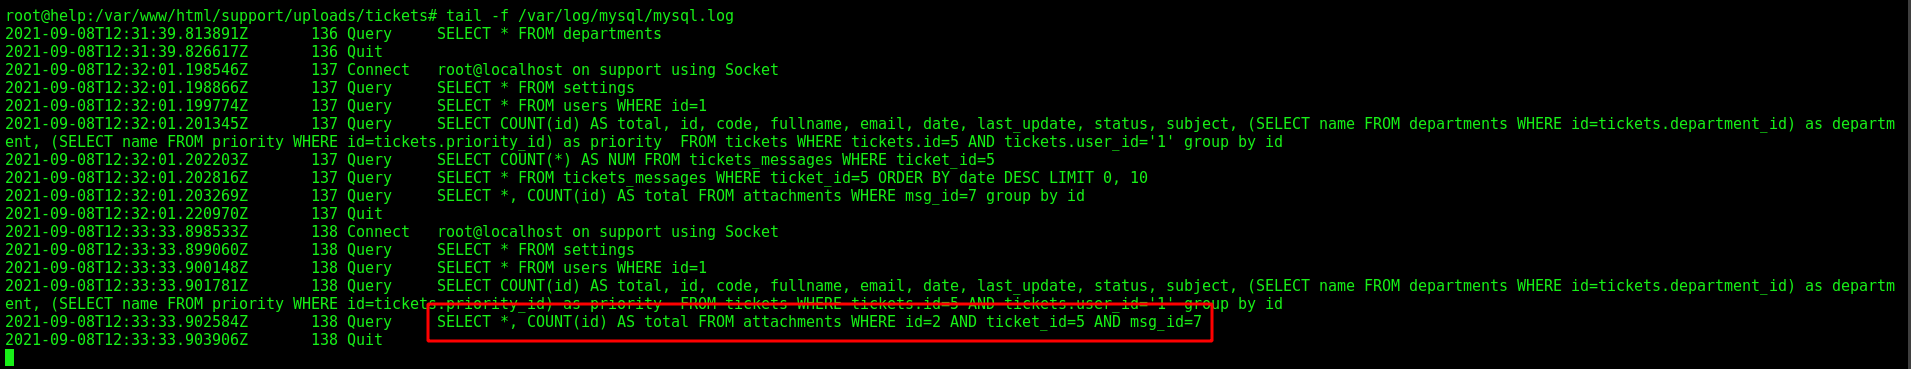 root@help:/var/www/html/support/uploads/tickets# tail -f /var/log/mysql/mysql.log
2021-09-08T12:31:39.813891Z       136 Query     SELECT * FROM departments
2021-09-08T12:31:39.826617Z       136 Quit
2021-09-08T12:32:01.198546Z       137 Connect   root@localhost on support using Socket
2021-09-08T12:32:01.198866Z       137 Query     SELECT * FROM settings
2021-09-08T12:32:01.199774Z       137 Query     SELECT * FROM users WHERE id=1
2021-09-08T12:32:01.201345Z       137 Query     SELECT COUNT(id) AS total, id, code, fullname, email, date, last_update, status, subject, (SELECT name FROM departments WHERE id=tickets.department_id) as departm
ent, (SELECT name FROM priority WHERE id=tickets.priority_id) as priority  FROM tickets WHERE tickets.id=5 AND tickets.user_id='1' group by id
2021-09-08T12:32:01.202203Z       137 Query     SELECT COUNT(*) AS NUM FROM tickets_messages WHERE ticket_id=5
2021-09-08T12:32:01.202816Z       137 Query     SELECT * FROM tickets_messages WHERE ticket_id=5 ORDER BY date DESC LIMIT 0, 10
2021-09-08T12:32:01.203269Z       137 Query     SELECT *, COUNT(id) AS total FROM attachments WHERE msg_id=7 group by id
2021-09-08T12:32:01.220970Z       137 Quit
2021-09-08T12:33:33.898533Z       138 Connect   root@localhost on support using Socket
2021-09-08T12:33:33.899060Z       138 Query     SELECT * FROM settings
2021-09-08T12:33:33.900148Z       138 Query     SELECT * FROM users WHERE id=1
2021-09-08T12:33:33.901781Z       138 Query     SELECT COUNT(id) AS total, id, code, fullname, email, date, last_update, status, subject, (SELECT name FROM departments WHERE id=tickets.department_id) as departm
ent, (SELECT name FROM priority WHERE id=tickets.priority_id) as priority  FROM tickets WHERE tickets.id=5 AND tickets.user_id='1' group by id
2021-09-08T12:33:33.902584Z       138 Query     SELECT *, COUNT(id) AS total FROM attachments WHERE id=2 AND ticket_id=5 AND msg_id=7
2021-09-08T12:33:33.903906Z       138 Quit